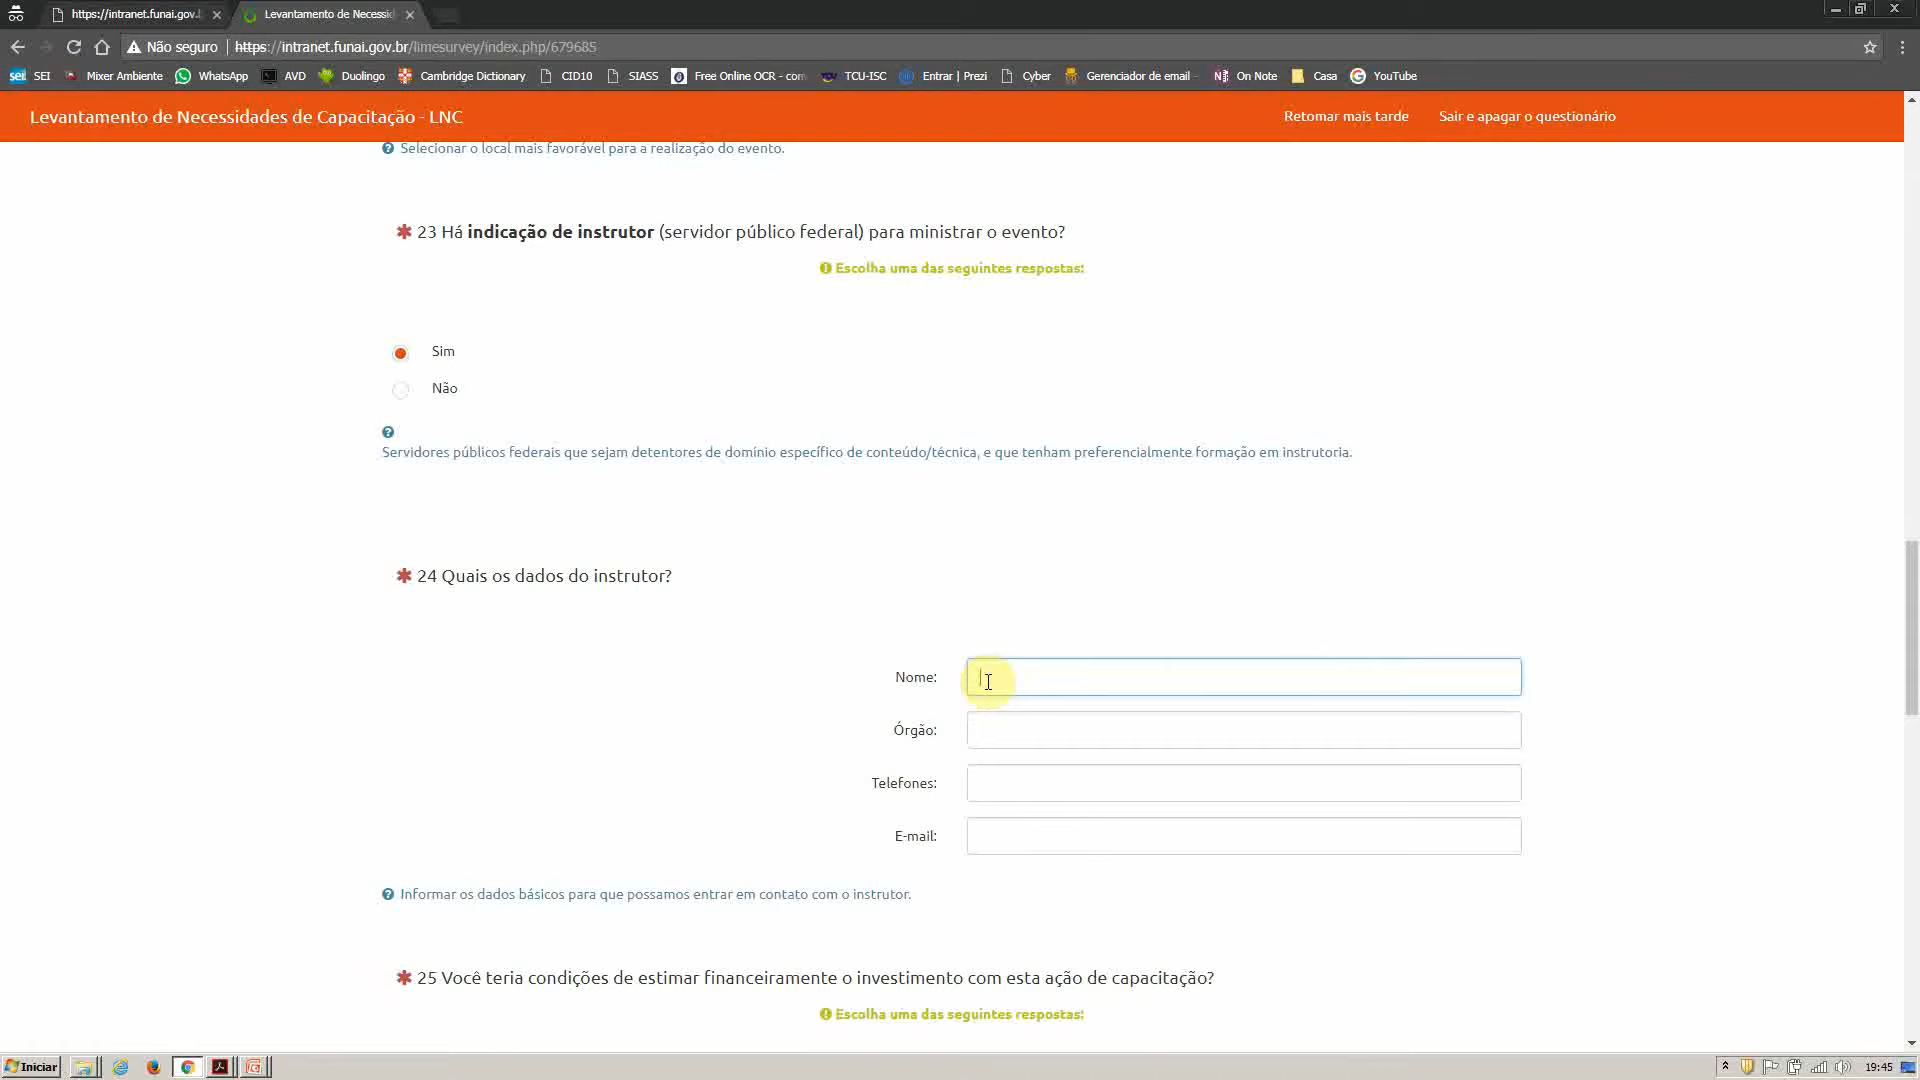 https://intranet.funai.gov.
Levantamento de Necessid
Não seguro
https://intranet.funai.gov.br/limesurvey/index.php/679685
SEI
Mixer Ambiente
WhatsApp
AVD
Duolingo
Cambridge Dictionary
CID10
SIASS
Free Online OCR - con
TCU-ISC
Entrar | Prezi
Cyber
Gerenciador de email
On Note
Casa
YouTube
Levantamento de Necessidades de Capacitação - LNC
Retomar mais tarde
Sair e apagar o questionário
Selecionar o local mais favorável para a realização do evento.
23 Há indicação de instrutor (servidor público federal) para ministrar o evento?
Escolha uma das seguintes respostas:
Sim
Não
Servidores públicos federais que sejam detentores de domínio específico de conteúdo/técnica, e que tenham preferencialmente formação em instrutoria.
24 Quais os dados do instrutor?
Nome:
Órgão:
Telefones:
E-mail:
Informar os dados básicos para que possamos entrar em contato com o instrutor.
25 Você teria condições de estimar financeiramente o investimento com esta ação de capacitação?
Escolha uma das seguintes respostas:
Iniciar
19:45